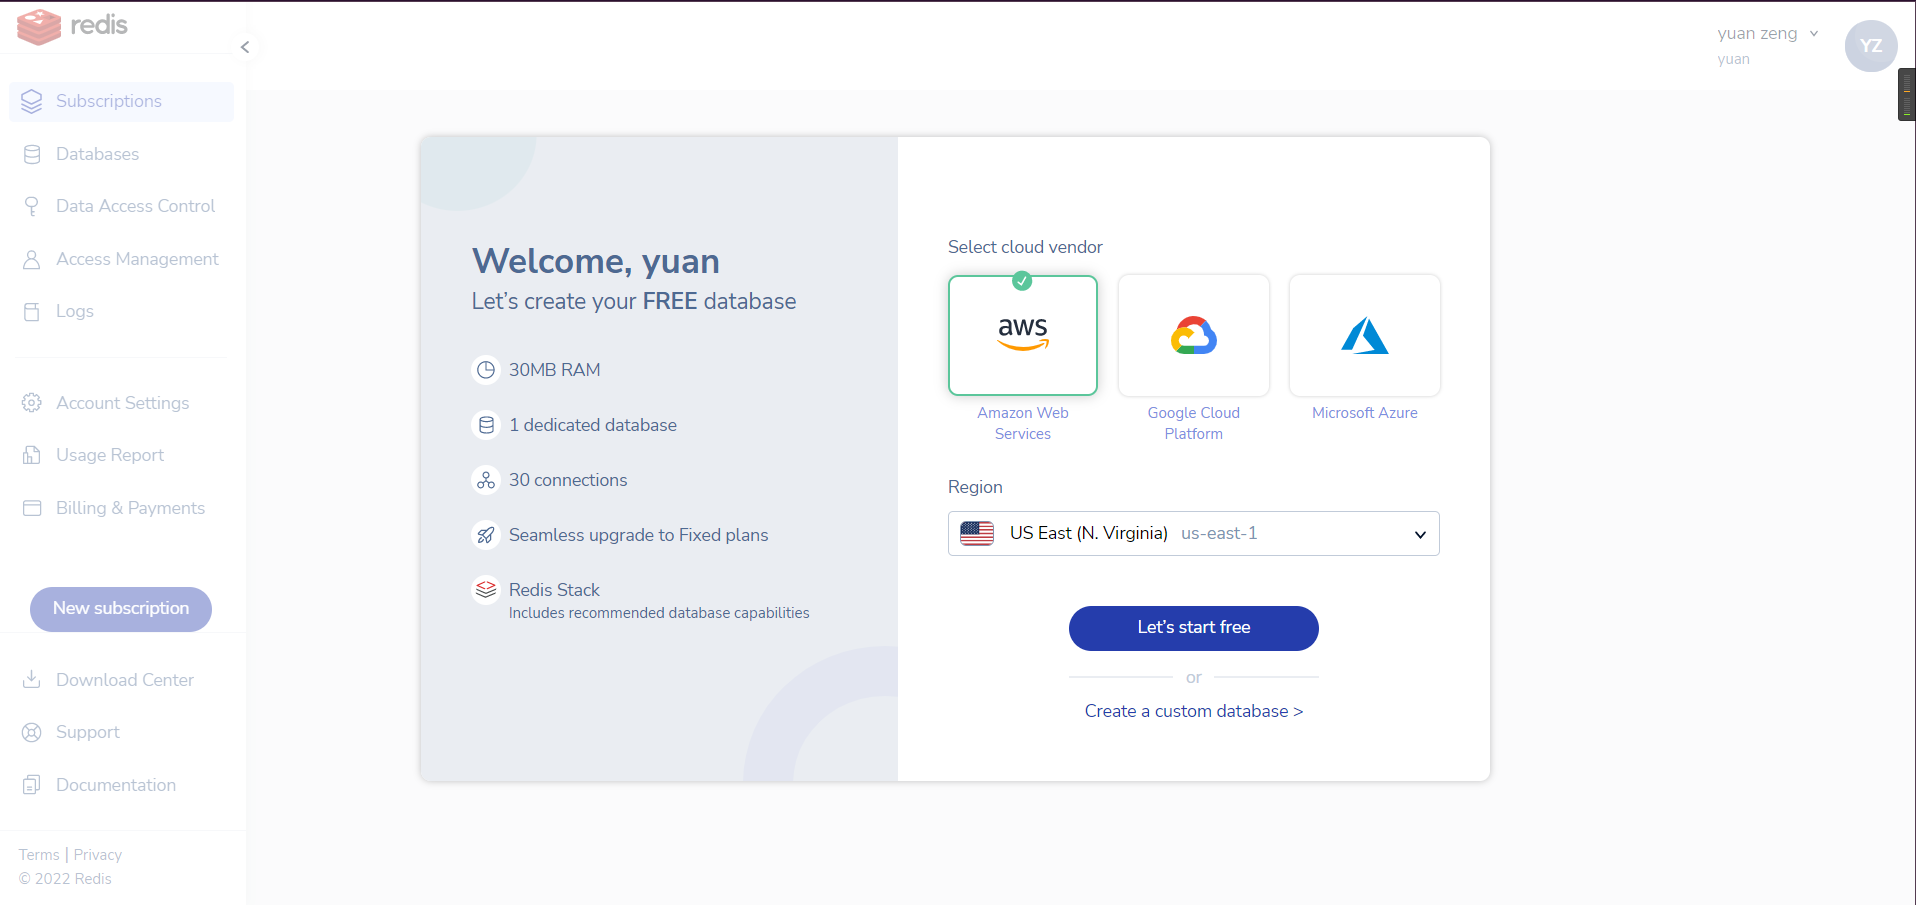 redis
yuan zeng
yuan
YZ
Subscriptions
Databases
Data Access Control
Access Management
Logs
Account Settings
Usage Report
Billing & Payments
New subscription
Download Center
Support
Documentation
Terms | Privacy
© 2022 Redis
Welcome, yuan
Let’s create your FREE database
30MB RAM
1 dedicated database
30 connections
Seamless upgrade to Fixed plans
Redis Stack
Includes recommended database capabilities
Select cloud vendor
aws
Amazon Web
Services
Google Cloud
Platform
Microsoft Azure
Region
US East (N. Virginia) us-east-1
Let’s start free
or
Create a custom database >